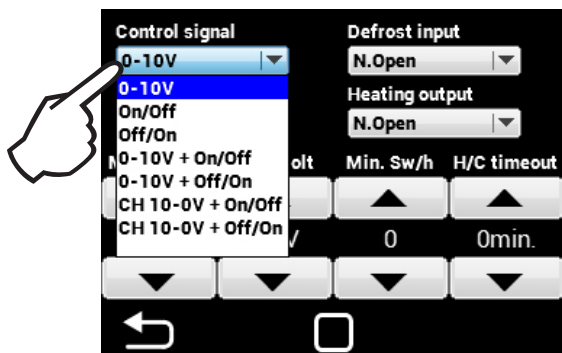 Control signal
Defrost input
0-10V
N.Open
0-10V
Heating output
On/Off
N.Open
Off/On
0-10V + On/Off
olt
Min. Sw/h
H/C timeout
0-10V + Off/On
CH 10-0V + On/Off
CH 10-0V + Off/On
0
0min.